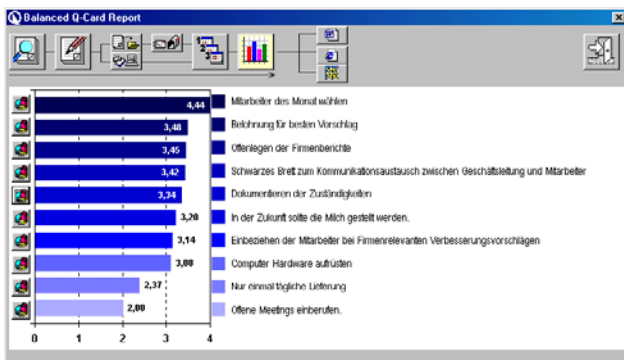 Balanced Q-Card Report
4,44 Mitarbeiter des Monat wählen
3,48 Belohnung für besten Vorschlag
3,45 Offenlegen der Firmenberichte
3,42 Schwarzes Brett zum Kommunikationsaustausch zwischen Geschäftsleitung und Mitarbeiter
3,34 Dokumentieren der Zuständigkeiten
3,20 In der Zukunft sollte die Milch gestellt werden.
3,14 Einbeziehen der Mitarbeiter bei Firmenrelevanten Verbesserungsvorschlägen
3,08 Computer Hardware aufrüsten
2,37 Nur einmal tägliche Lieferung
2,00 Offene Meetings einberufen.
0 1 2 3 4